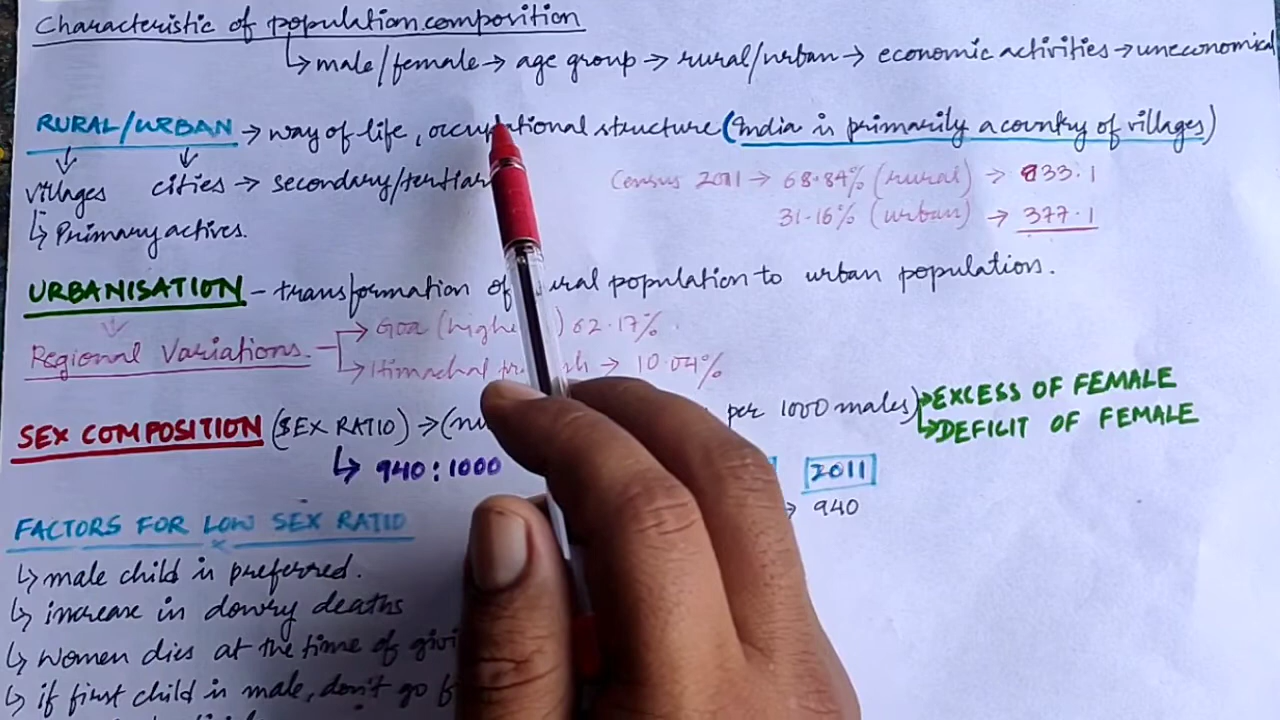 Characteristic of population composition
↳ male/female → age group → rural/urban → economic activities → uneconomical
RURAL/URBAN → way of life, occupational structure (India is primarily a country of villages)
villages cities → secondary/tertiar
Census 2011 → 68.84% (rural) → 833.1
31.16% (urban) → 377.1
↳ Primary actives.
URBANISATION - transformation of population to urban population.
Regional Variations. → Goa (highe ) 62.17%
↳ Himachal → 10.04%
SEX COMPOSITION (SEX RATIO) → ( per 1000 males) → EXCESS OF FEMALE
↳ DEFICIT OF FEMALE
↳ 940:1000 2011
940
FACTORS FOR LOW SEX RATIO
↳ male child is preferred.
↳ increase in dowry deaths
↳ women dies at the time of givi
↳ if first child is male, don't go f